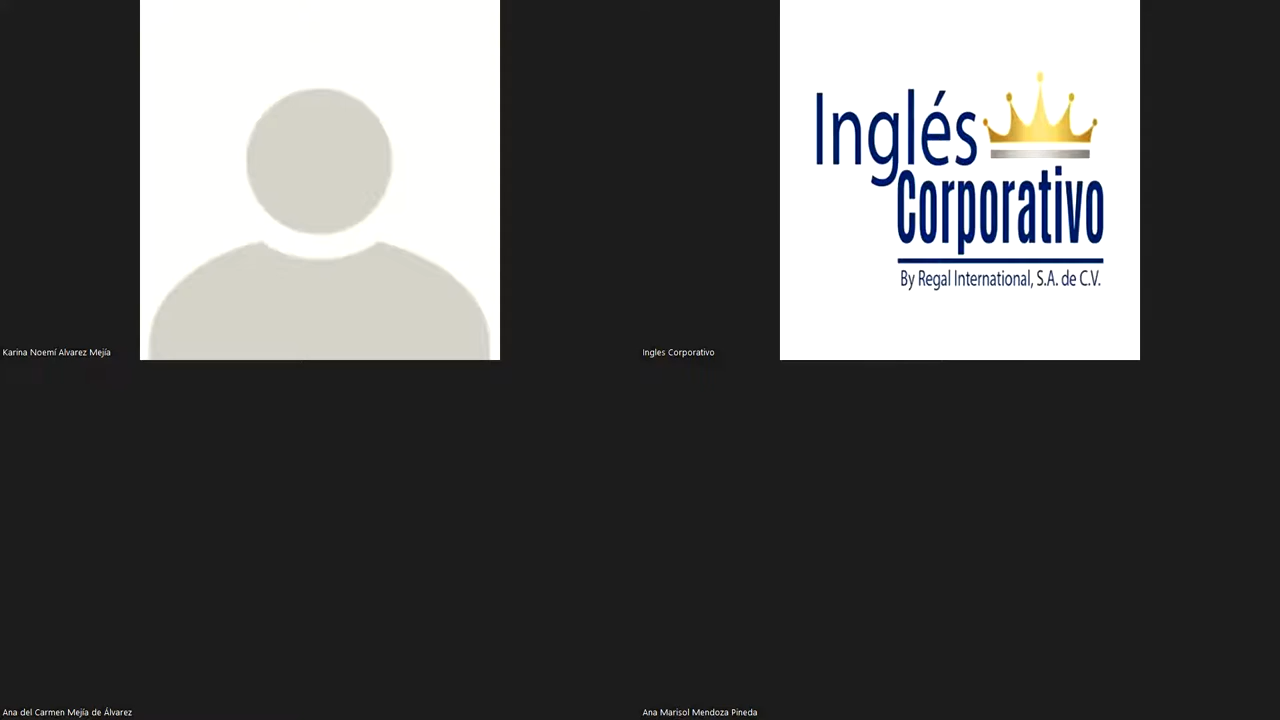 Inglés
Corporativo
By Regal International, S.A. de C.V.
Karina Noemí Alvarez Mejía
Ingles Corporativo
Ana del Carmen Mejía de Álvarez
Ana Marisol Mendoza Pineda